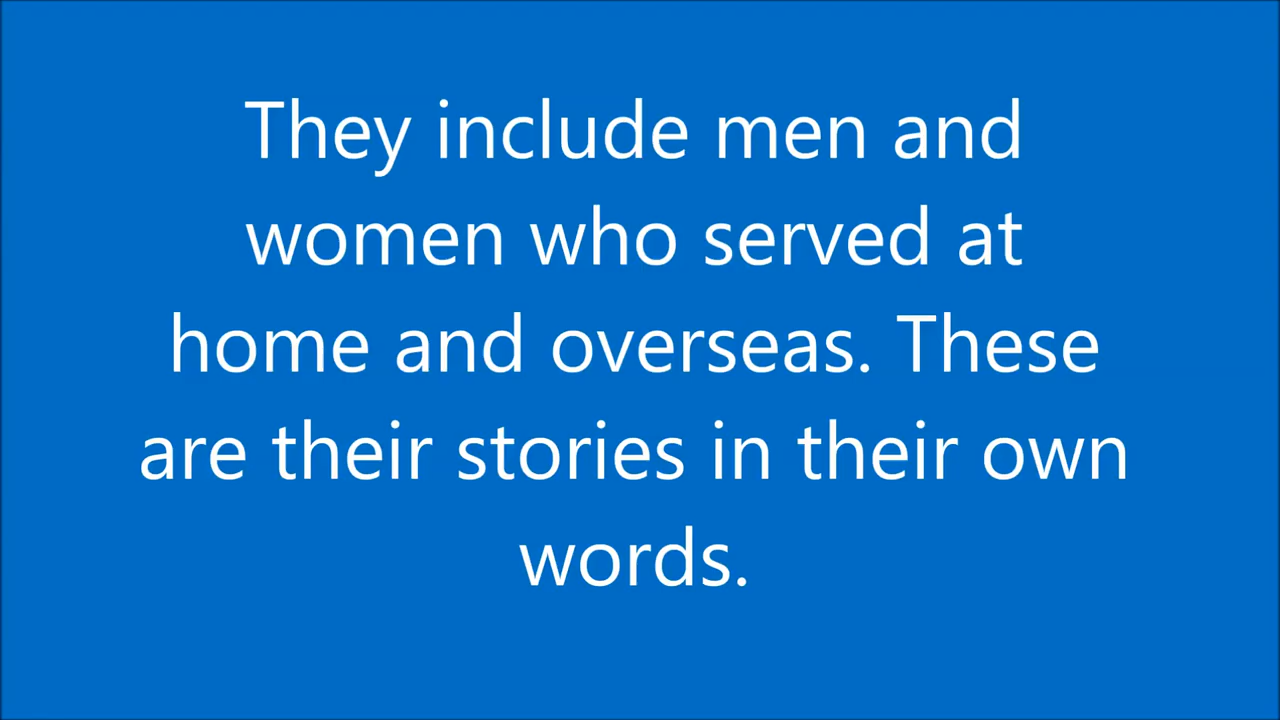 They include men and
women who served at
home and overseas. These
are their stories in their own
words.